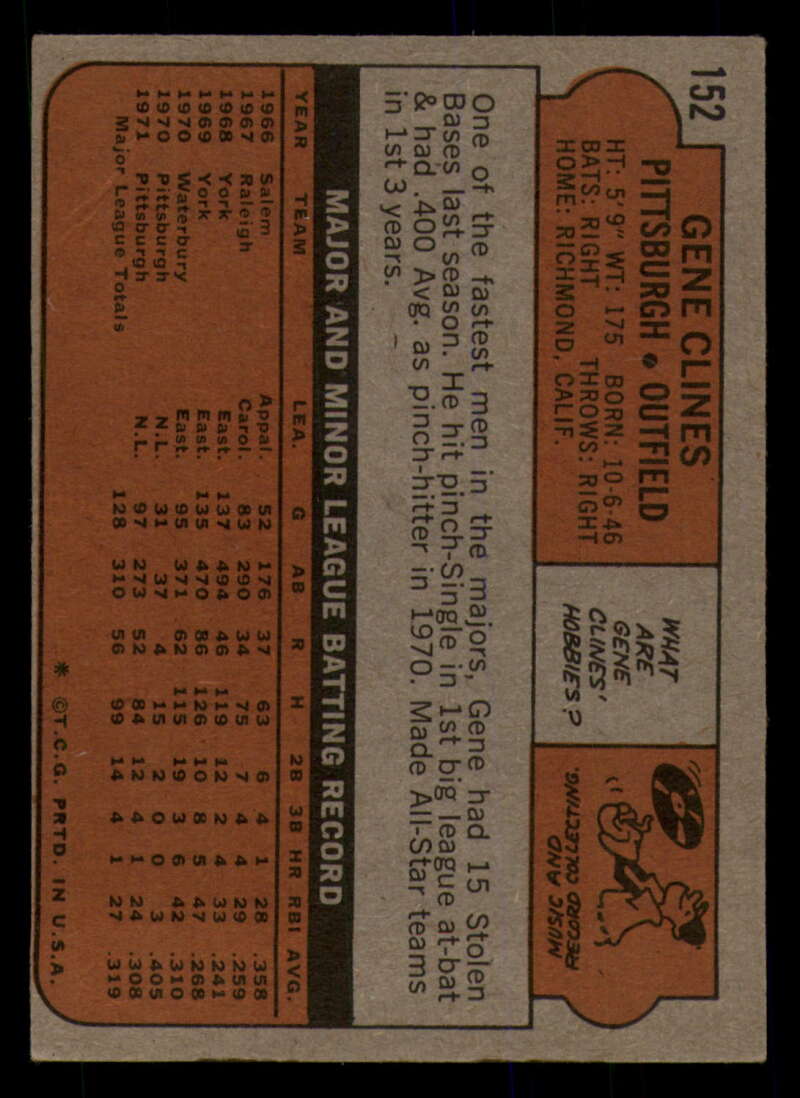 152
GENE CLINES
PITTSBURGH • OUTFIELD
HT: 5'9" WT: 175 BORN: 10-6-46
BATS: RIGHT THROWS: RIGHT
HOME: RICHMOND, CALIF.
WHAT
ARE
GENE
CLINES'
HOBBIES?
MUSIC AND
RECORD COLLECTING.
One of the fastest men in the majors, Gene had 15 Stolen
Bases last season. He hit pinch-Single in 1st big league at-bat
& had .400 Avg. as pinch-hitter in 1970. Made All-Star teams
in 1st 3 years.
MAJOR AND MINOR LEAGUE BATTING RECORD
YEAR TEAM LEA. G AB R H 2B 3B HR RBI AVG.
1966 Salem Appal. 52 176 37 63 6 4 1 28 .358
1967 Raleigh Carol. 83 290 34 75 7 4 4 29 .259
1968 York East. 137 494 46 119 12 2 4 33 .241
1969 York East. 135 470 86 126 10 8 5 47 .268
1970 Waterbury East. 95 371 62 115 19 3 6 42 .310
1970 Pittsburgh N.L. 31 37 4 15 2 0 0 3 .405
1971 Pittsburgh N.L. 97 273 52 84 12 4 1 24 .308
Major League Totals 128 310 56 99 14 4 1 27 .319
* ©T.C.G. PRTD. IN U.S.A.